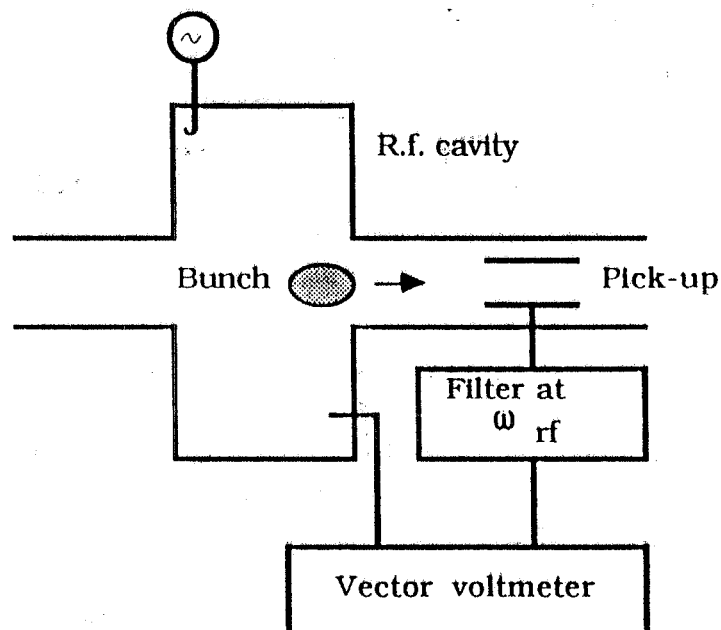 ~
R.f. cavity
Bunch
Pick-up
Filter at
ω rf
Vector voltmeter